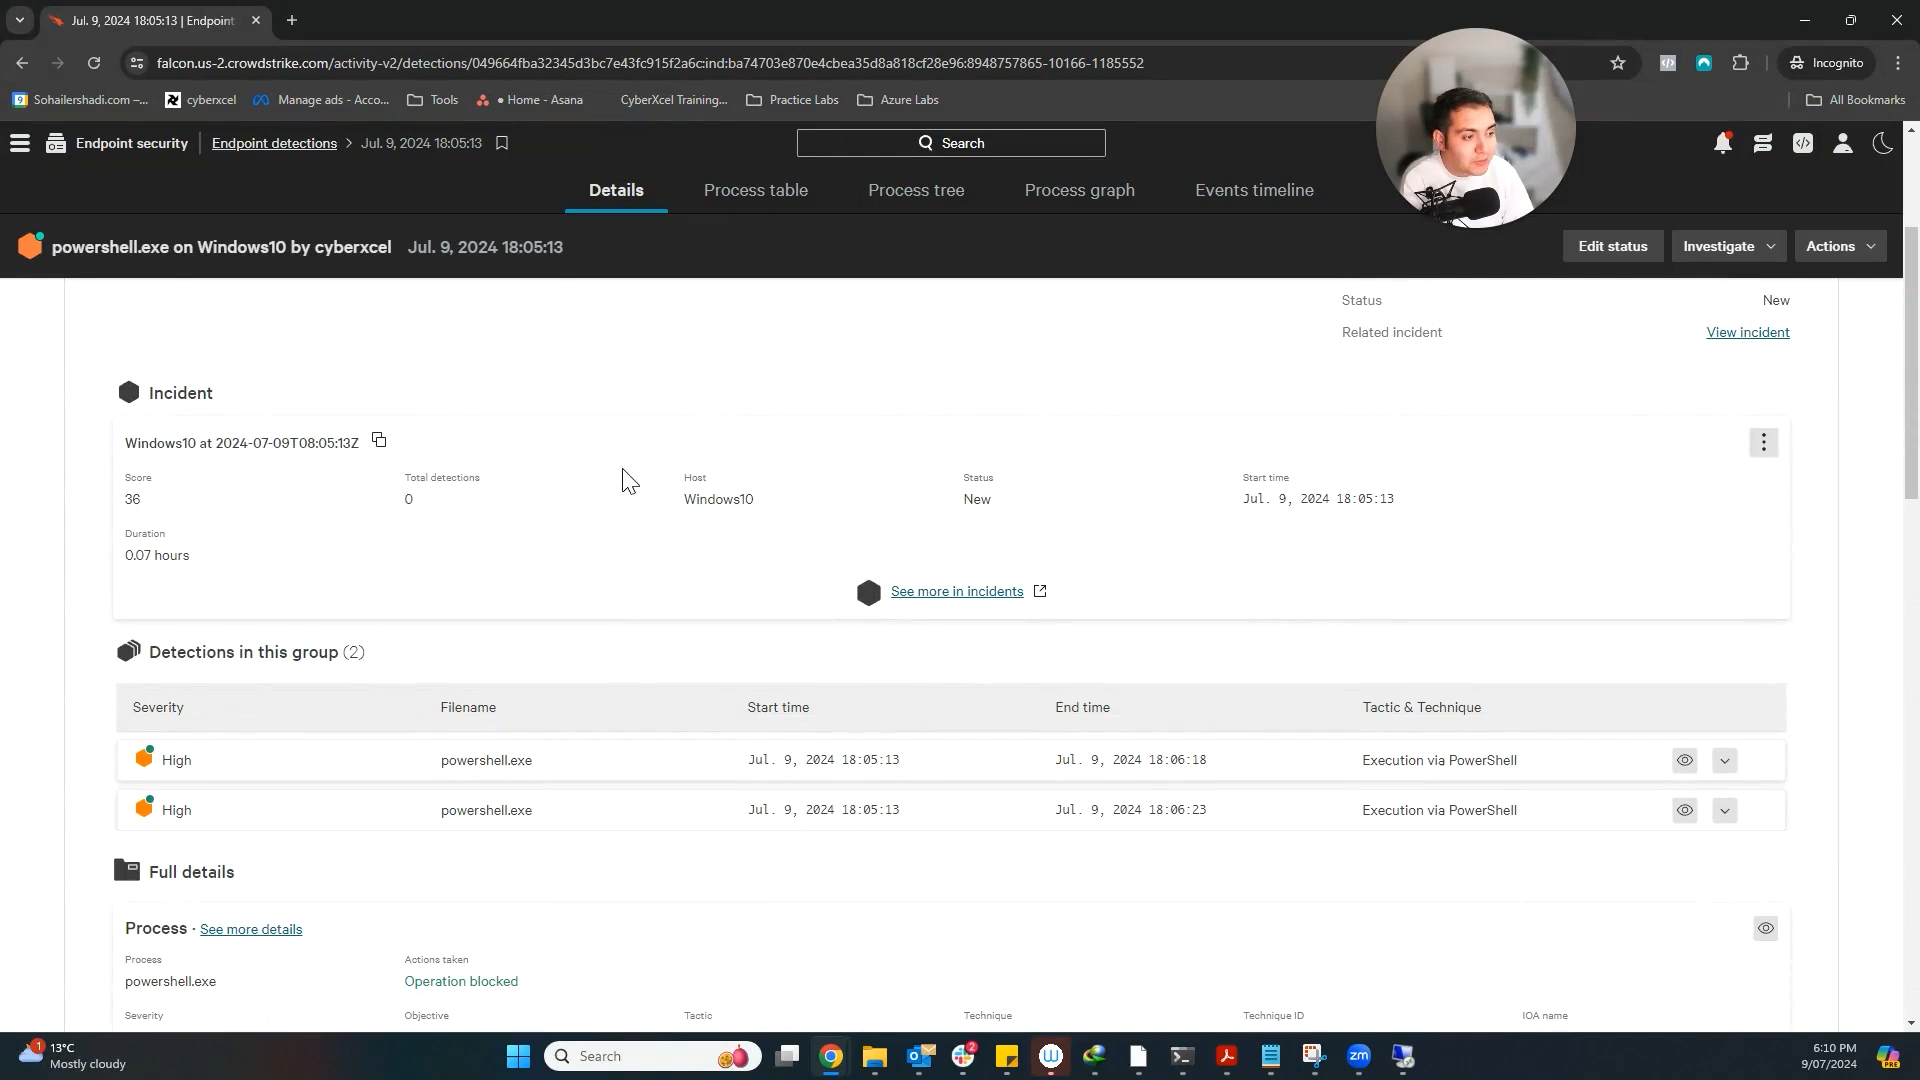 Jul. 9, 2024 18:05:13 | Endpoint
falcon.us-2.crowdstrike.com/activity-v2/detections/049664fba32345d3bc7e43fc915f2a6c:ind:ba74703e870e4cbea35d8a818cf28e96:8948757865-10166-1185552
Incognito
Sohailershadi.com –... cyberxcel Manage ads - Acco... Tools • Home - Asana CyberXcel Training,... Practice Labs Azure Labs All Bookmarks
Endpoint security Endpoint detections > Jul. 9, 2024 18:05:13 Search
Details Process table Process tree Process graph Events timeline
powershell.exe on Windows10 by cyberxcel Jul. 9, 2024 18:05:13 Edit status Investigate Actions
Status New
Related incident View incident
Incident
Windows10 at 2024-07-09T08:05:13Z
Score Total detections Host Status Start time
36 0 Windows10 New Jul. 9, 2024 18:05:13
Duration
0.07 hours
See more in incidents
Detections in this group (2)
Severity Filename Start time End time Tactic & Technique
High powershell.exe Jul. 9, 2024 18:05:13 Jul. 9, 2024 18:06:18 Execution via PowerShell
High powershell.exe Jul. 9, 2024 18:05:13 Jul. 9, 2024 18:06:23 Execution via PowerShell
Full details
Process · See more details
Process Actions taken
powershell.exe Operation blocked
Severity Objective Tactic Technique Technique ID IOA name
1 13°C
Mostly cloudy
Search
2
zm
6:10 PM
9/07/2024
PRE